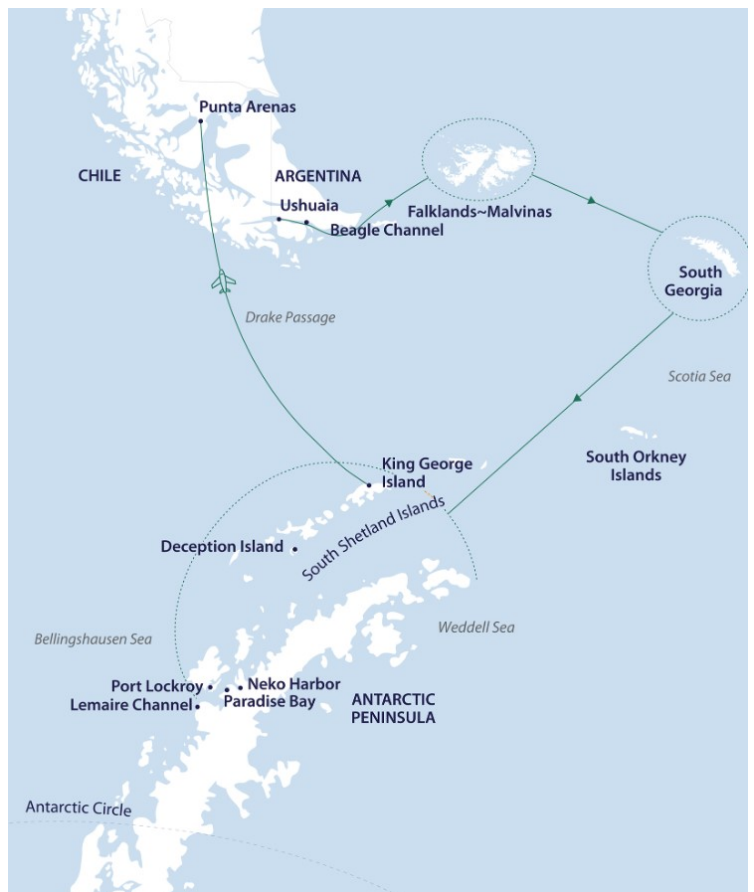 Punta Arenas
CHILE
ARGENTINA
Ushuaia
Beagle Channel
Falklands~Malvinas
South
Georgia
Drake Passage
Scotia Sea
King George
Island
South Orkney
Islands
South Shetland Islands
Deception Island
Bellingshausen Sea
Weddell Sea
Port Lockroy
Neko Harbor
Lemaire Channel
Paradise Bay
ANTARCTIC
PENINSULA
Antarctic Circle